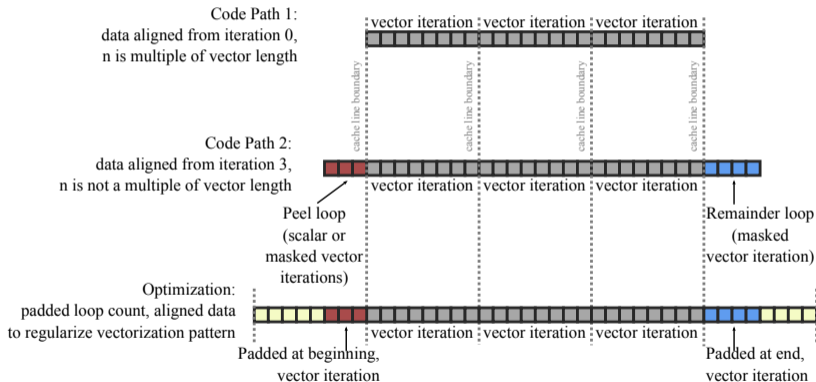 Code Path 1:
data aligned from iteration 0,
n is multiple of vector length
vector iteration vector iteration vector iteration
cache line boundary
cache line boundary
cache line boundary
cache line boundary
Code Path 2:
data aligned from iteration 3,
n is not a multiple of vector length
vector iteration vector iteration vector iteration
Peel loop
(scalar or
masked vector
iterations)
Remainder loop
(masked
vector iteration)
Optimization:
padded loop count, aligned data
to regularize vectorization pattern
vector iteration vector iteration vector iteration
Padded at beginning,
vector iteration
Padded at end,
vector iteration